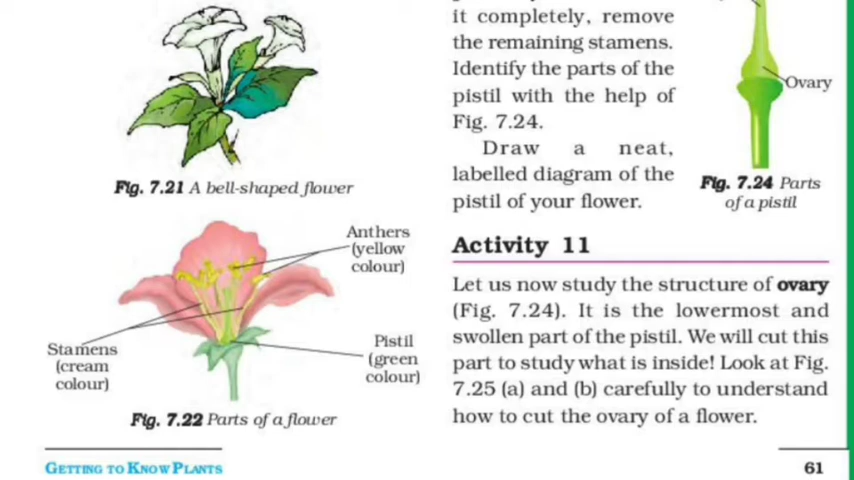 Fig. 7.21 A bell-shaped flower
Anthers
(yellow
colour)
Stamens
(cream
colour)
Pistil
(green
colour)
Fig. 7.22 Parts of a flower
it completely, remove
the remaining stamens.
Identify the parts of the
pistil with the help of
Fig. 7.24.
Draw a neat,
labelled diagram of the
pistil of your flower.
Ovary
Fig. 7.24 Parts
of a pistil
Activity 11
Let us now study the structure of ovary
(Fig. 7.24). It is the lowermost and
swollen part of the pistil. We will cut this
part to study what is inside! Look at Fig.
7.25 (a) and (b) carefully to understand
how to cut the ovary of a flower.
GETTING TO KNOW PLANTS
61